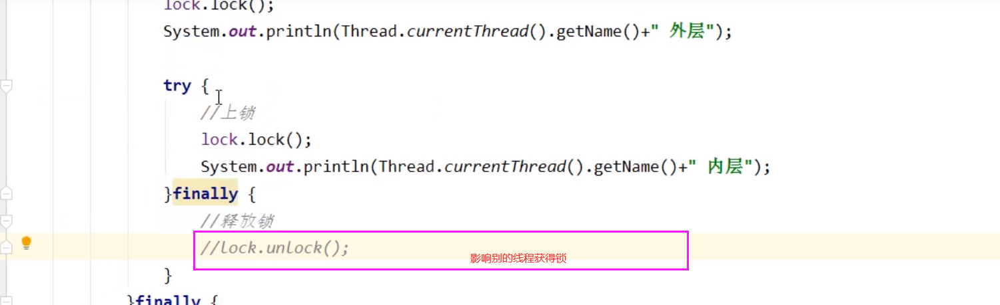 lock.lock();
System.out.println(Thread.currentThread().getName()+" 外层");
try {
//上锁
lock.lock();
System.out.println(Thread.currentThread().getName()+" 内层");
}finally {
//释放锁
//lock.unlock();
影响别的线程获得锁
}
}finally {